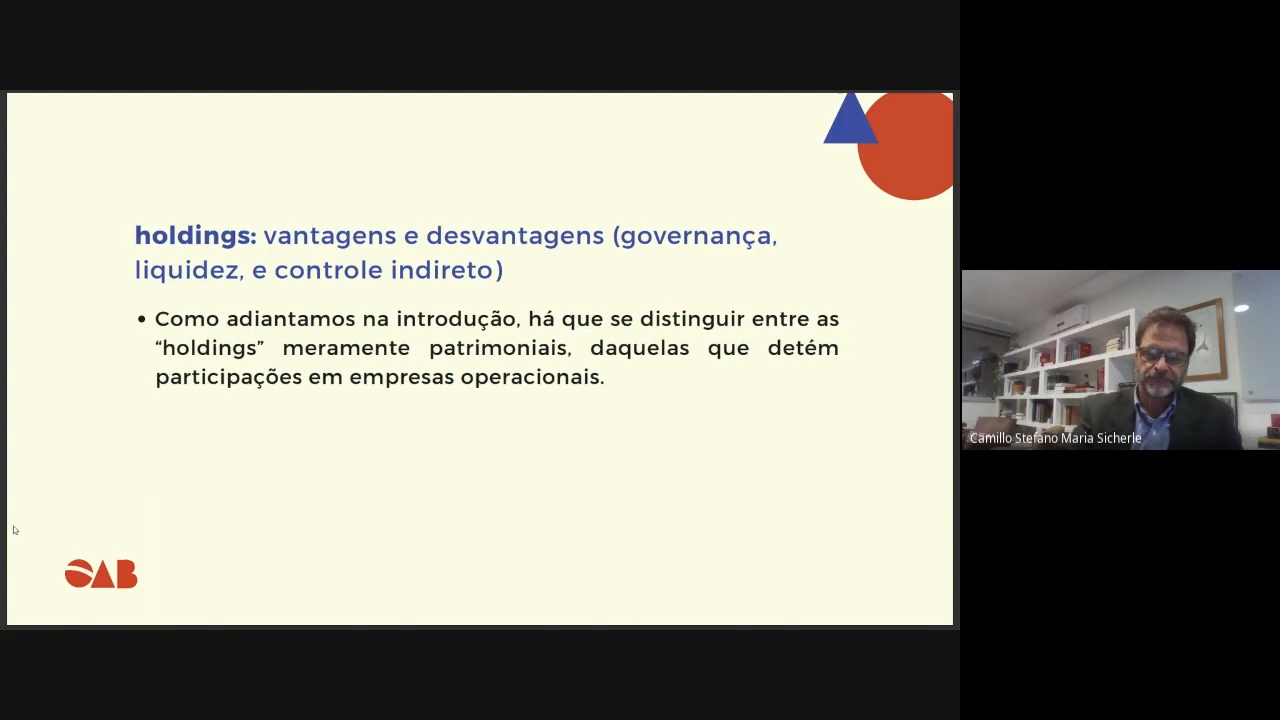 holdings: vantagens e desvantagens (governança,
liquidez, e controle indireto)
• Como adiantamos na introdução, há que se distinguir entre as
“holdings” meramente patrimoniais, daquelas que detém
participações em empresas operacionais.
OAB
Camillo Stefano Maria Sicherle